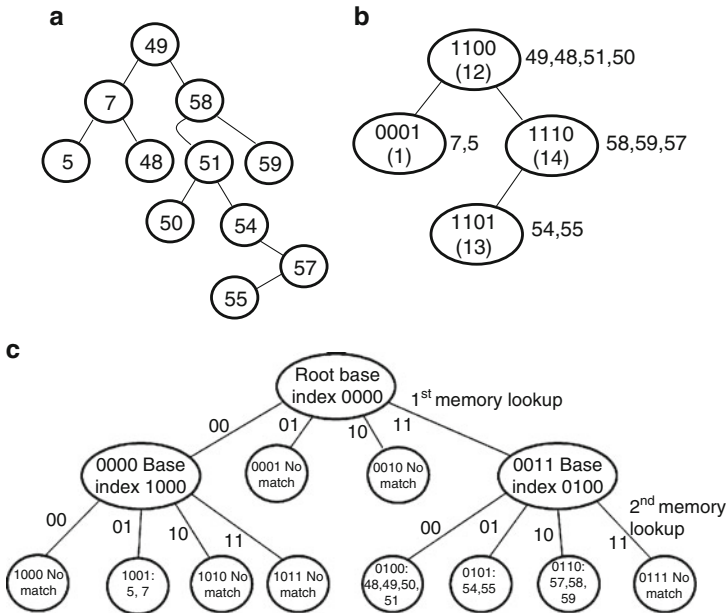 a
49
7
58
5
48
51
59
50
54
57
55
b
1100
(12)
49,48,51,50
0001
(1)
7,5
1110
(14)
58,59,57
1101
(13)
54,55
c
Root base
index 0000
1st memory lookup
00
01
10
11
0000 Base
index 1000
0001 No
match
0010 No
match
0011 Base
index 0100
2nd memory
lookup
00
01
10
11
00
01
10
11
1000 No
match
1001:
5, 7
1010 No
match
1011 No
match
0100:
48,49,50,
51
0101:
54,55
0110:
57,58,
59
0111 No
match